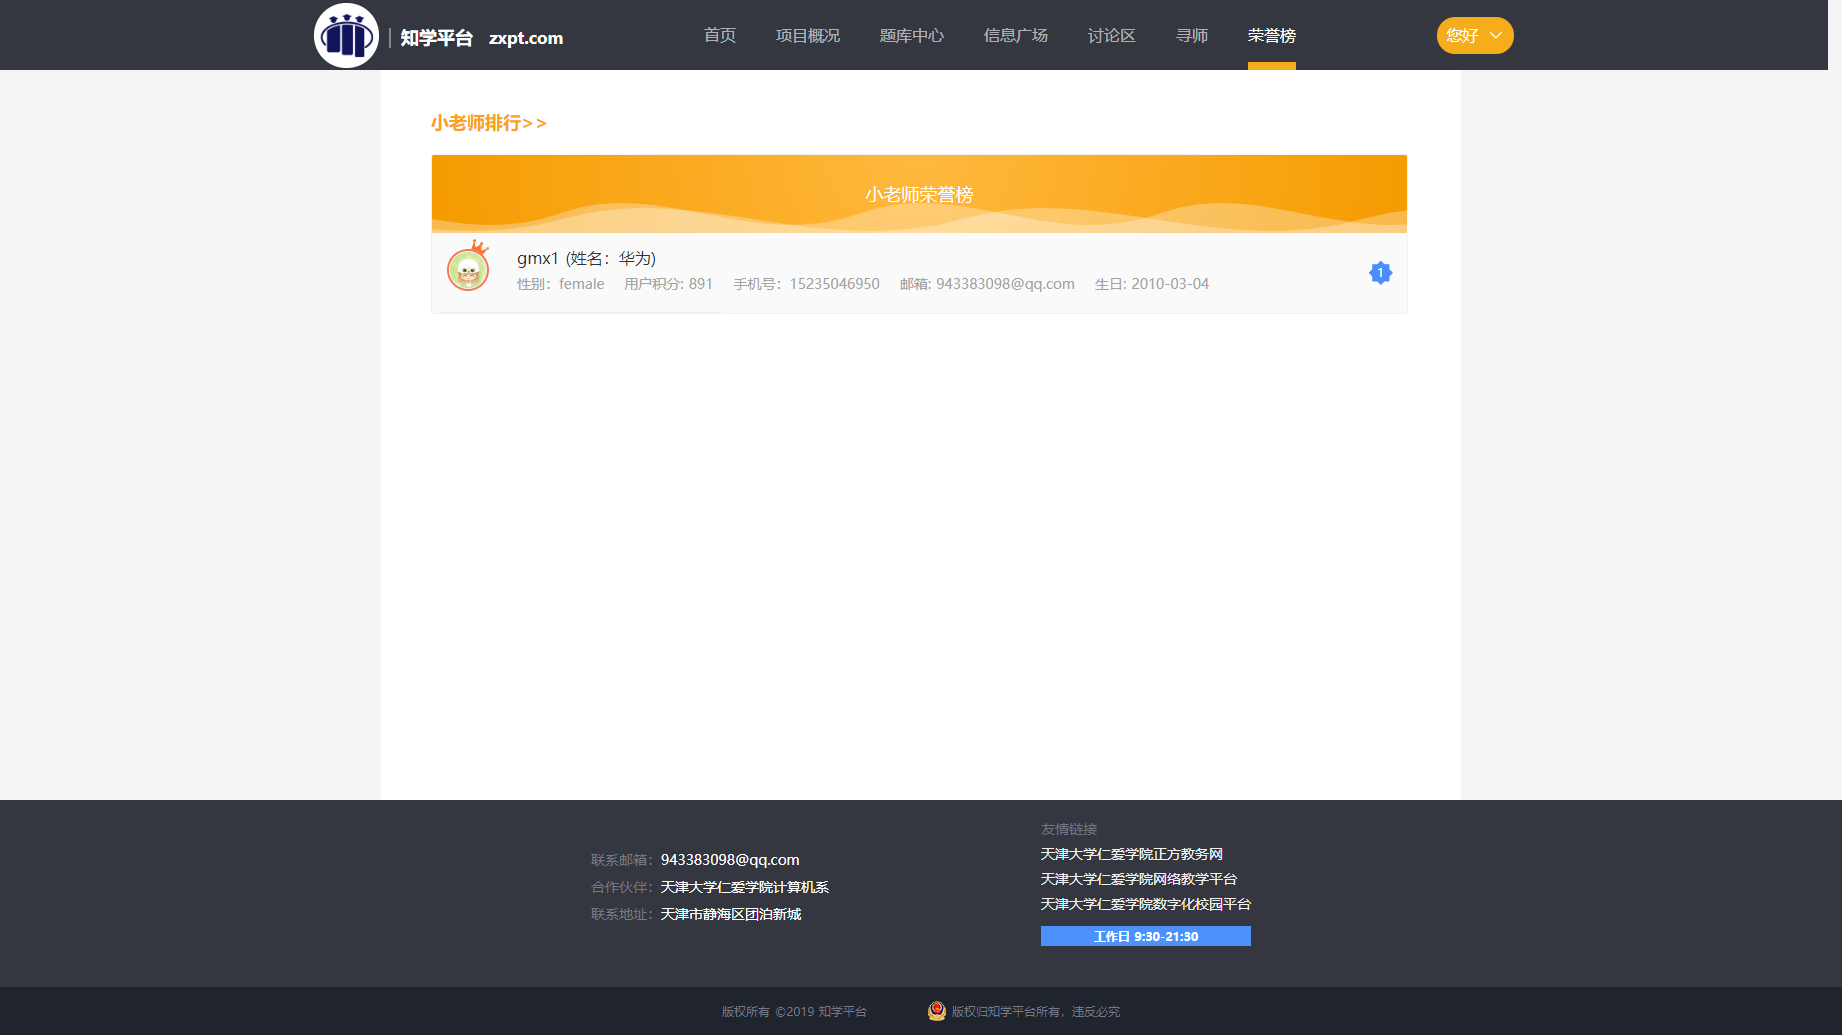 知学平台 zxpt.com
首页 项目概况 题库中心 信息广场 讨论区 寻师 荣誉榜
您好
小老师排行>>
小老师荣誉榜
gmx1 (姓名：华为)
性别：female 用户积分: 891 手机号：15235046950 邮箱: 943383098@qq.com 生日: 2010-03-04
1
联系邮箱：943383098@qq.com
合作伙伴：天津大学仁爱学院计算机系
联系地址：天津市静海区团泊新城
友情链接
天津大学仁爱学院正方教务网
天津大学仁爱学院网络教学平台
天津大学仁爱学院数字化校园平台
工作日 9:30-21:30
版权所有 ©2019 知学平台
版权归知学平台所有，违反必究